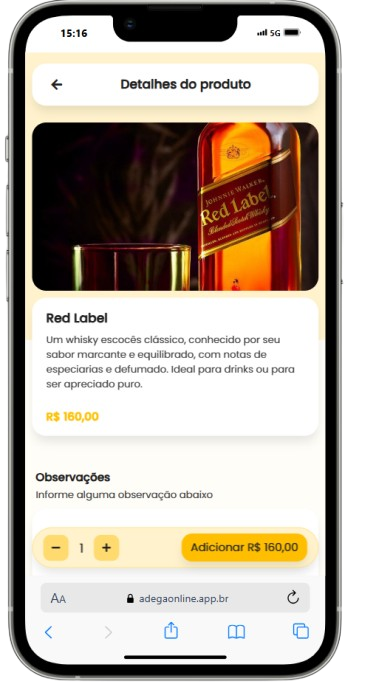 15:16
5G
Detalhes do produto
JOHNNIE WALKER.
Red Label.
Blended Scotch Whisky
Red Label
Um whisky escocês clássico, conhecido por seu
sabor marcante e equilibrado, com notas de
especiarias e defumado. Ideal para drinks ou para
ser apreciado puro.
R$ 160,00
Observações
Informe alguma observação abaixo
- 1 +
Adicionar R$ 160,00
AA
adegaonline.app.br